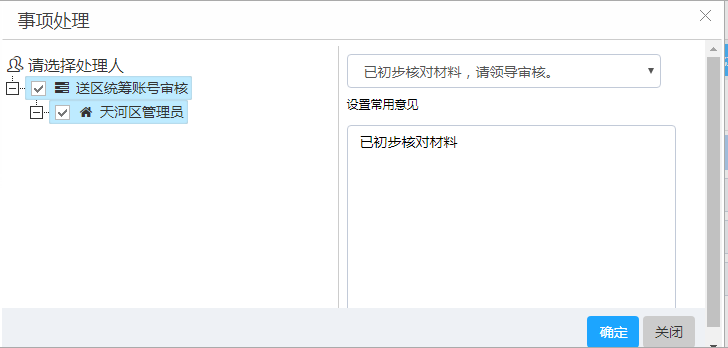 事项处理
请选择处理人
送区统筹账号审核
天河区管理员
已初步核对材料，请领导审核。
设置常用意见
已初步核对材料
确定
关闭